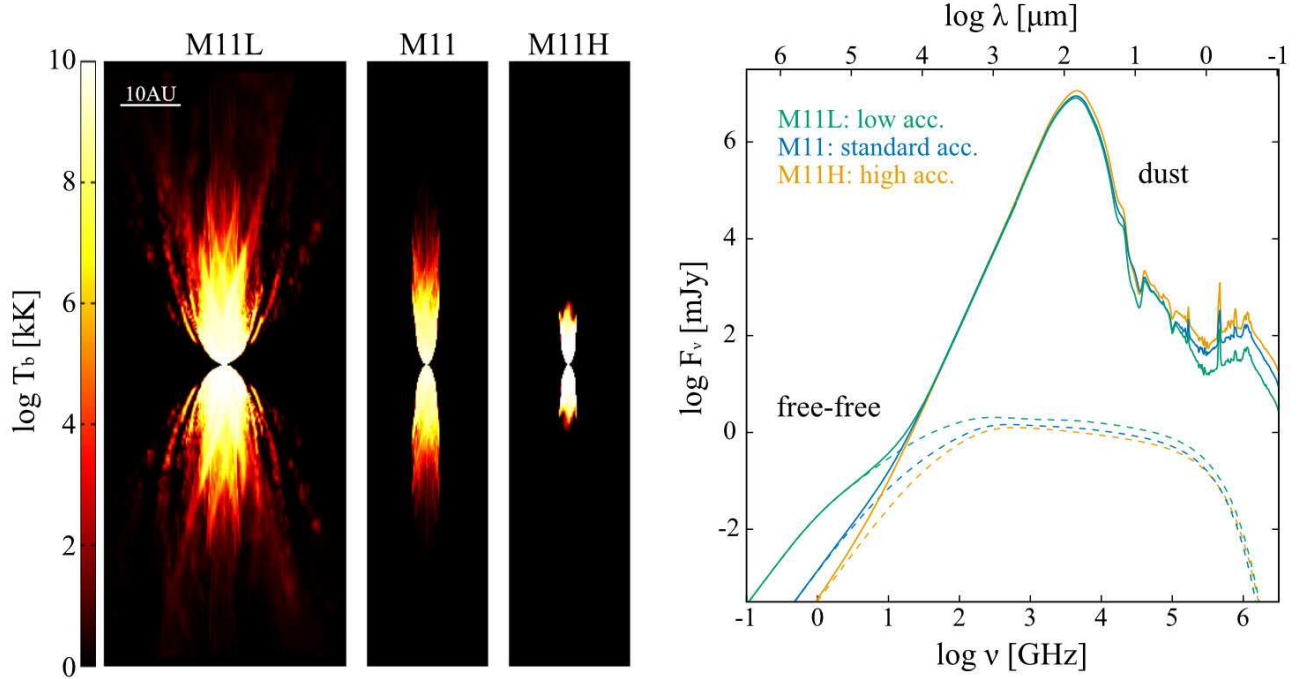 M11L M11 M11H
10AU
10
8
6
4
2
0
log T_b [kK]
log λ [μm]
6 5 4 3 2 1 0 -1
M11L: low acc.
M11: standard acc.
M11H: high acc.
dust
free-free
6
4
2
0
-2
log F_ν [mJy]
-1 0 1 2 3 4 5 6
log ν [GHz]